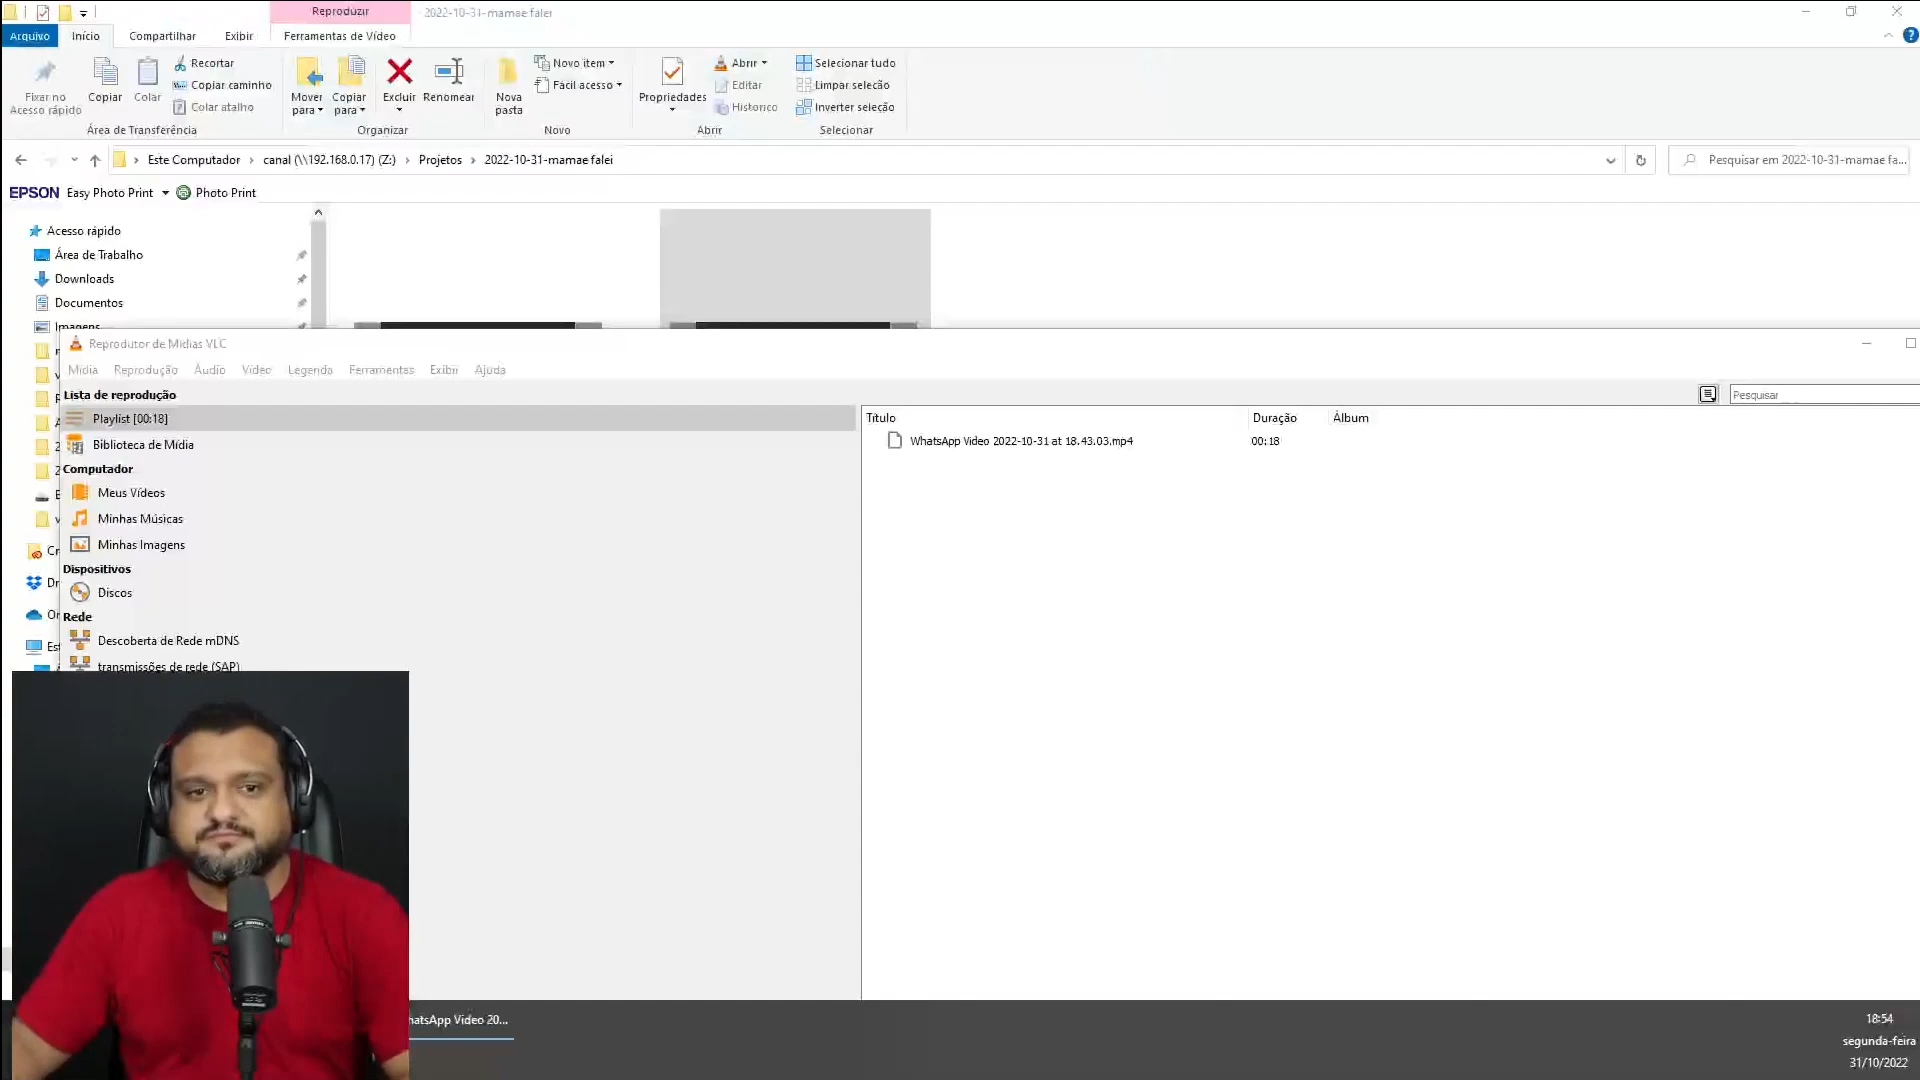 Reproduzir
2022-10-31-mamae falei
Arquivo Início Compartilhar Exibir Ferramentas de Vídeo
Fixar no Acesso rápido
Copiar
Colar
Recortar
Copiar caminho
Colar atalho
Área de Transferência
Mover para
Copiar para
Excluir
Renomear
Organizar
Nova pasta
Novo item
Fácil acesso
Novo
Propriedades
Abrir
Editar
Histórico
Abrir
Selecionar tudo
Limpar seleção
Inverter seleção
Selecionar
Este Computador › canal (\\192.168.0.17) (Z:) › Projetos › 2022-10-31-mamae falei
Pesquisar em 2022-10-31-mamae fa...
EPSON Easy Photo Print Photo Print
Acesso rápido
Área de Trabalho
Downloads
Documentos
Imagens
Reprodutor de Mídias VLC
Mídia Reprodução Áudio Vídeo Legenda Ferramentas Exibir Ajuda
Lista de reprodução
Pesquisar
Playlist [00:18]
Biblioteca de Mídia
Computador
Meus Vídeos
Minhas Músicas
Minhas Imagens
Dispositivos
Discos
Rede
Descoberta de Rede mDNS
transmissões de rede (SAP)
Título Duração Álbum
WhatsApp Video 2022-10-31 at 18.43.03.mp4 00:18
hatsApp Video 20...
18:54
segunda-feira
31/10/2022